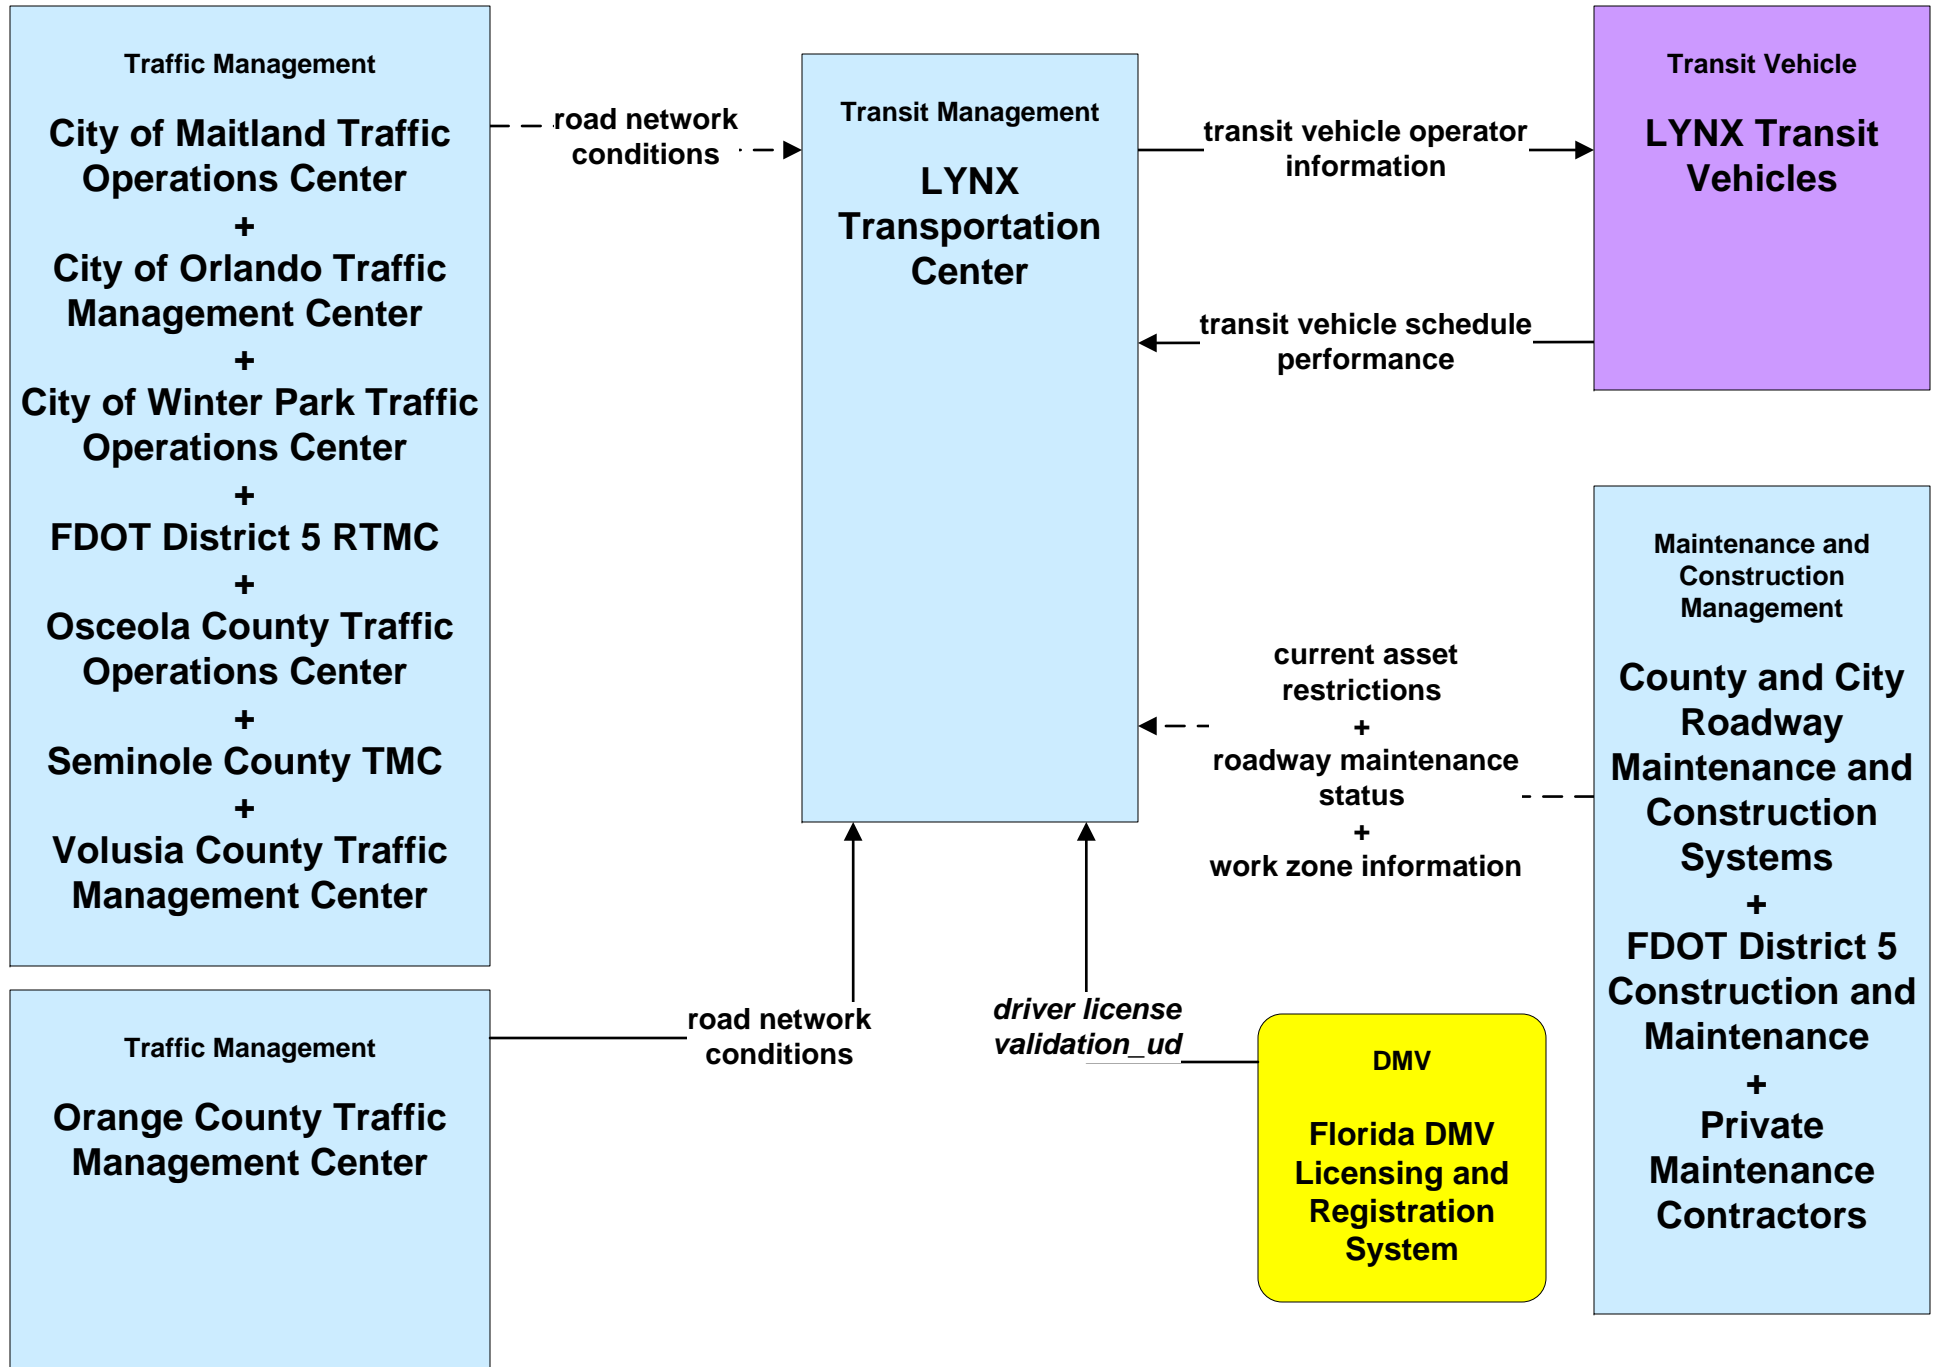 Traffic Management
City of Maitland Traffic
Operations Center
+
City of Orlando Traffic
Management Center
+
City of Winter Park Traffic
Operations Center
+
FDOT District 5 RTMC
+
Osceola County Traffic
Operations Center
+
Seminole County TMC
+
Volusia County Traffic
Management Center
road network
conditions
Transit Management
LYNX
Transportation
Center
transit vehicle operator
information
transit vehicle schedule
performance
Transit Vehicle
LYNX Transit
Vehicles
current asset
restrictions
+
roadway maintenance
status
+
work zone information
Maintenance and
Construction
Management
County and City
Roadway
Maintenance and
Construction
Systems
+
FDOT District 5
Construction and
Maintenance
+
Private
Maintenance
Contractors
Traffic Management
Orange County Traffic
Management Center
road network
conditions
driver license
validation_ud
DMV
Florida DMV
Licensing and
Registration
System